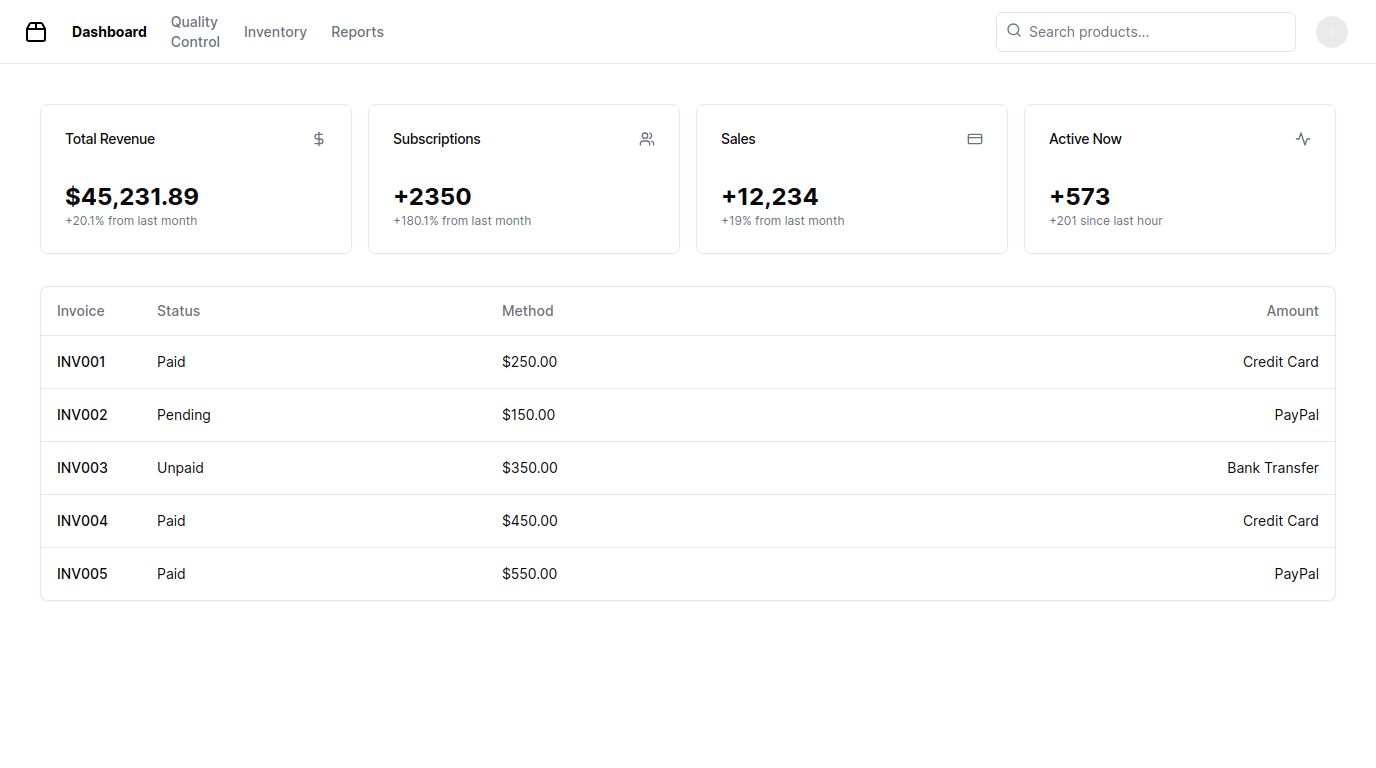 Dashboard
Quality
Control
Inventory
Reports
Search products...
Total Revenue
$45,231.89
+20.1% from last month
Subscriptions
+2350
+180.1% from last month
Sales
+12,234
+19% from last month
Active Now
+573
+201 since last hour
Invoice Status Method Amount
INV001 Paid $250.00 Credit Card
INV002 Pending $150.00 PayPal
INV003 Unpaid $350.00 Bank Transfer
INV004 Paid $450.00 Credit Card
INV005 Paid $550.00 PayPal